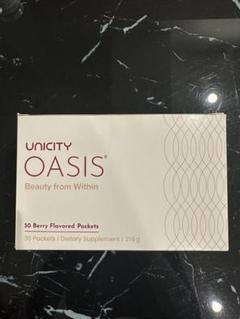 UNICITY
OASIS®
Beauty from Within
30 Berry Flavored Packets
30 Packets / Dietary Supplement / 216 g